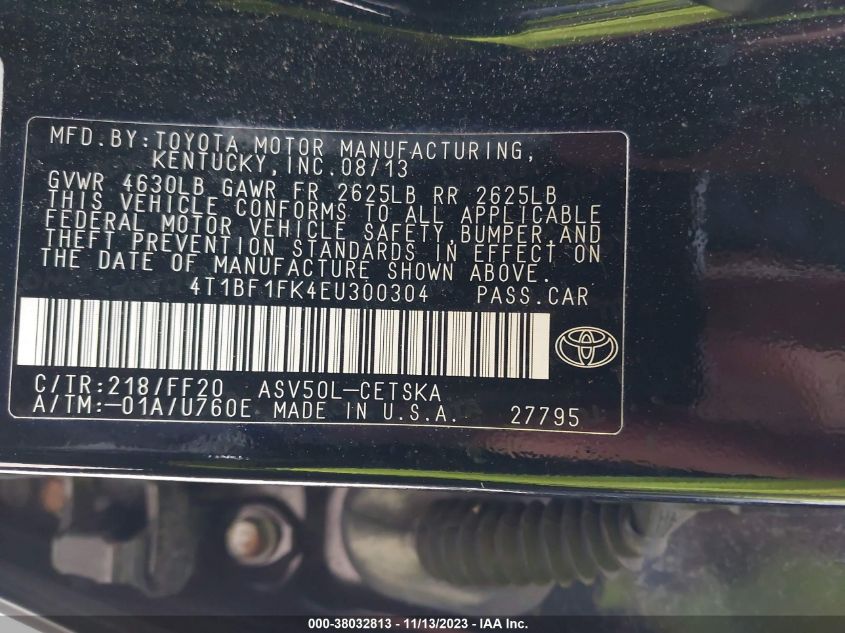 MFD. BY: TOYOTA MOTOR MANUFACTURING,
KENTUCKY, INC. 08/13
GVWR 4630LB GAWR FR 2625LB RR 2625LB
THIS VEHICLE CONFORMS TO ALL APPLICABLE
FEDERAL MOTOR VEHICLE SAFETY, BUMPER, AND
THEFT PREVENTION STANDARDS IN EFFECT ON
THE DATE OF MANUFACTURE SHOWN ABOVE.
4T1BF1FK4EU300304 PASS. CAR
C/TR: 218/FF20 ASV50L-CETSKA
A/TM: -01A/U760E MADE IN U.S.A. 27795
000-38032813 - 11/13/2023 - IAA Inc.